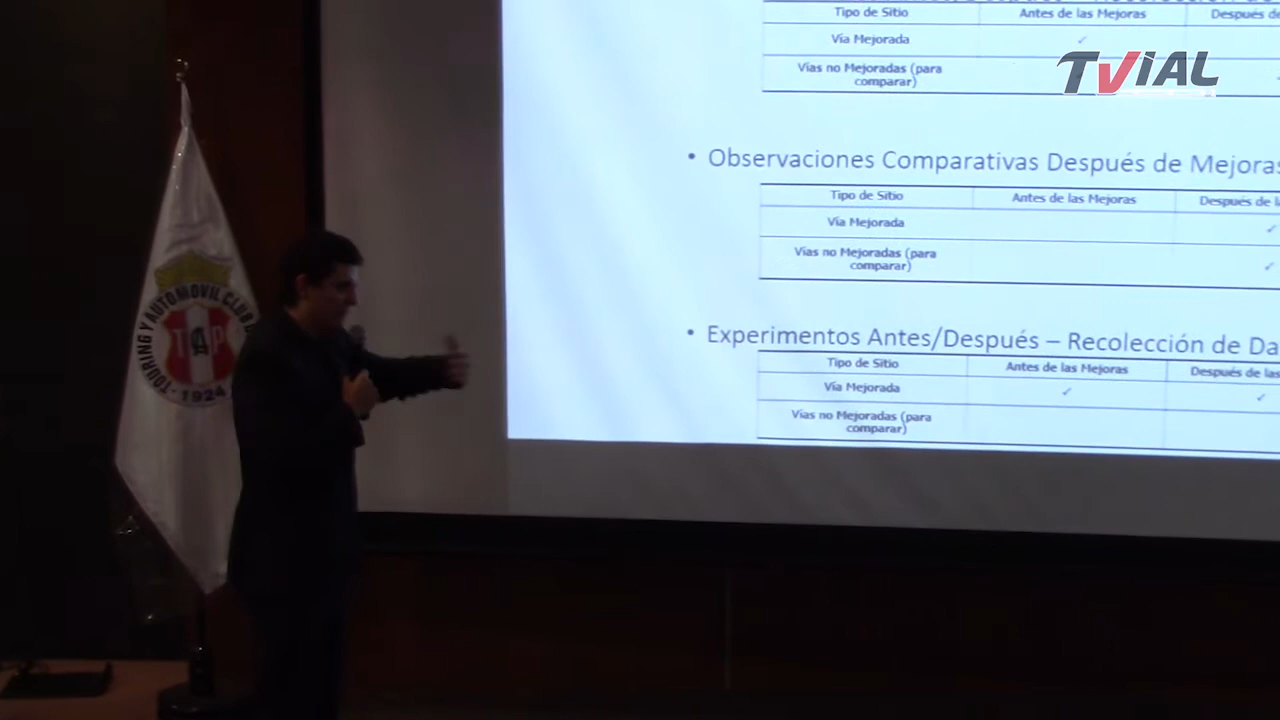 Tipo de Sitio Antes de las Mejoras Después de
Vía Mejorada ✓
Vías no Mejoradas (para
comparar)
TVIAL
• Observaciones Comparativas Después de Mejoras
Tipo de Sitio Antes de las Mejoras Después de la
Vía Mejorada ✓
Vías no Mejoradas (para
comparar) ✓
• Experimentos Antes/Después – Recolección de Da
Tipo de Sitio Antes de las Mejoras Después de las
Vía Mejorada ✓ ✓
Vías no Mejoradas (para
comparar)
TOURING Y AUTOMOVIL CLUB
TAP
- 1924